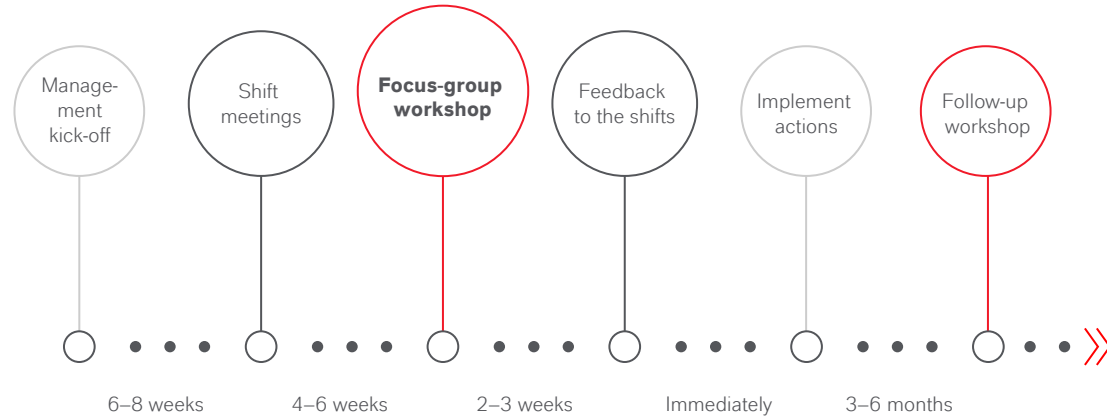 Manage-
ment
kick-off
Shift
meetings
Focus-group
workshop
Feedback
to the shifts
Implement
actions
Follow-up
workshop
6–8 weeks
4–6 weeks
2–3 weeks
Immediately
3–6 months